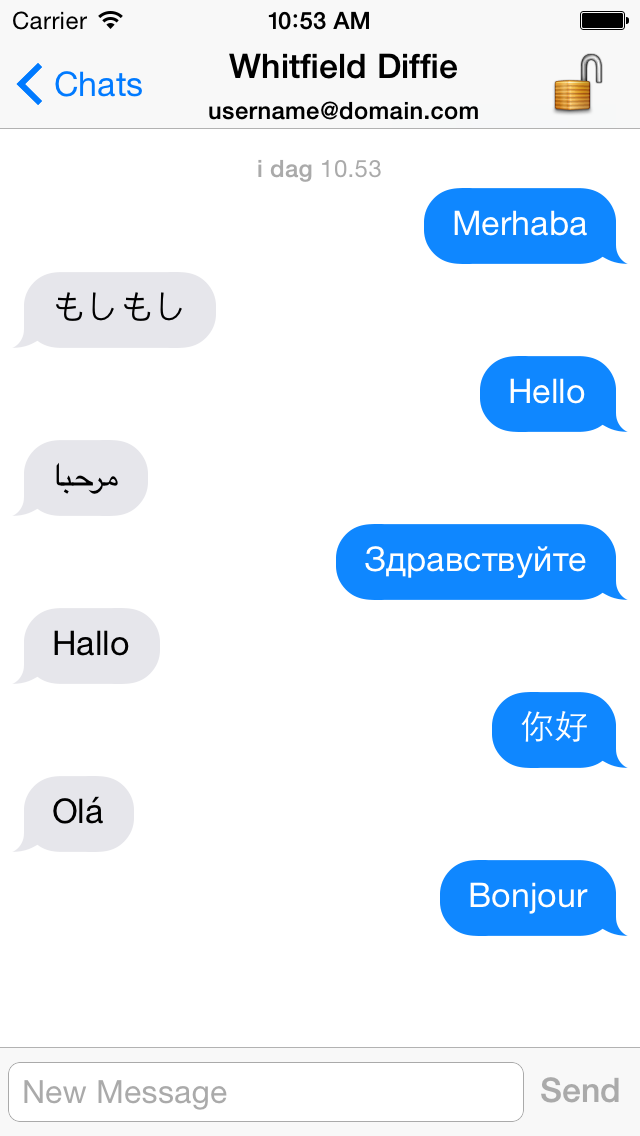 Carrier 10:53 AM
Chats
Whitfield Diffie
username@domain.com
i dag 10.53
Merhaba
もしもし
Hello
مرحبا
Здравствуйте
Hallo
你好
Olá
Bonjour
New Message
Send